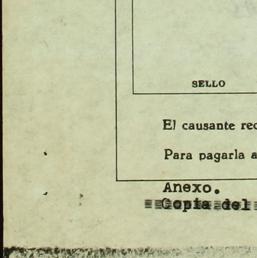 SELLO
El causante rec
Para pagarla a
Anexo.
Copia del